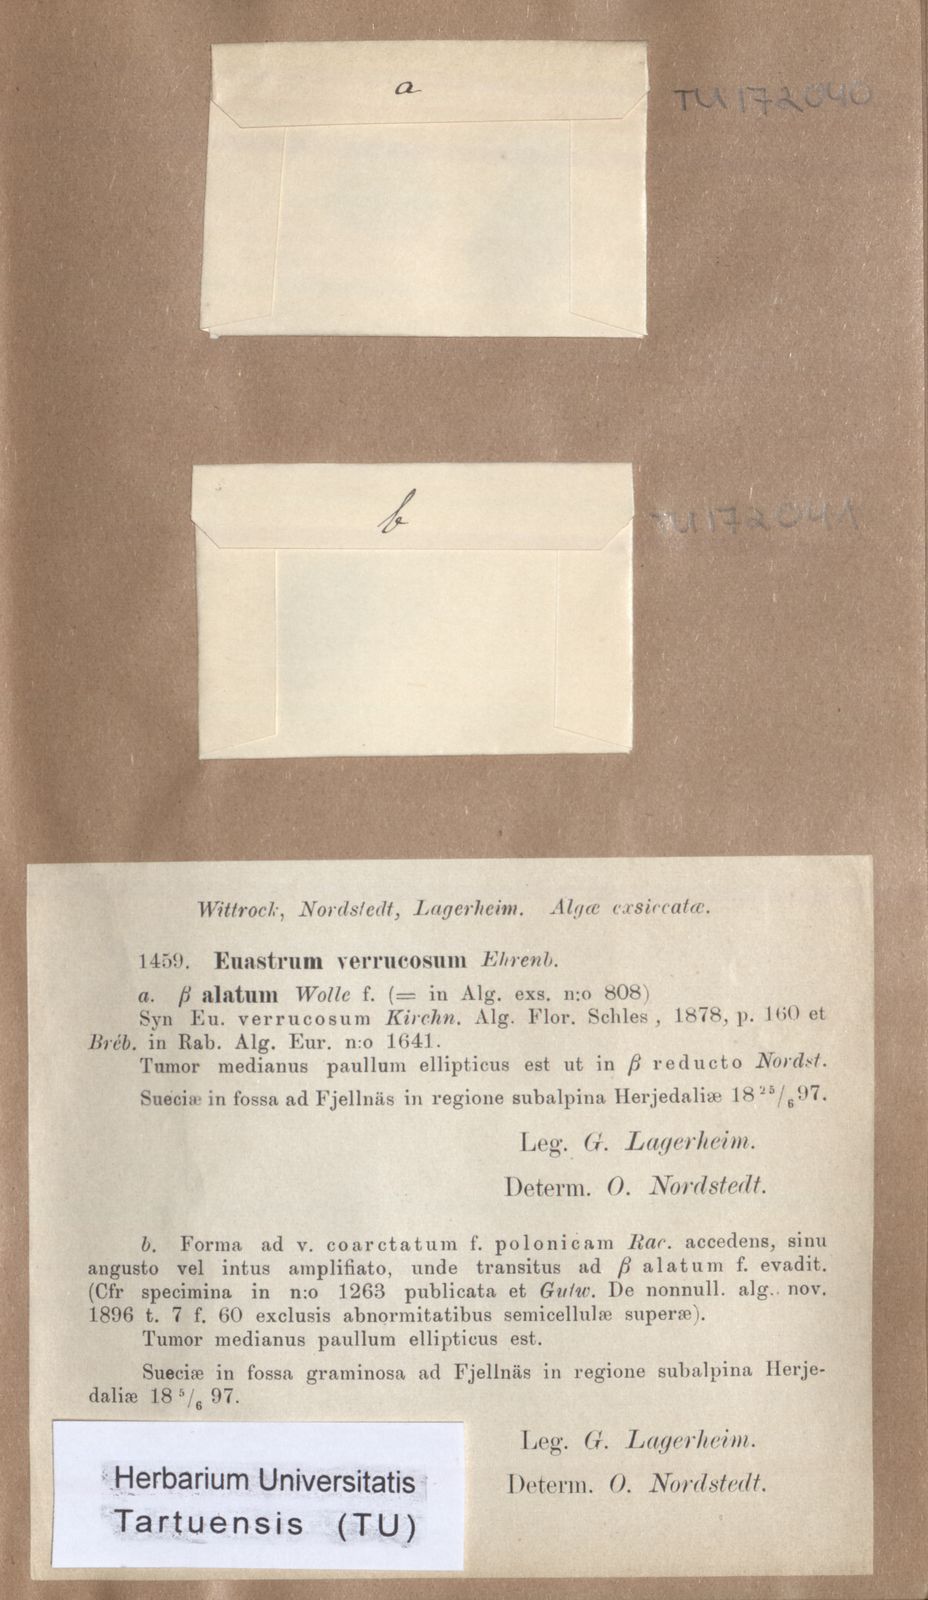 a
TU172040
b
TU172041
Wittrock, Nordstedt, Lagerheim. Algæ exsiccatæ.
1459. Euastrum verrucosum Ehrenb.
a. β alatum Wolle f. (= in Alg. exs. n:o 808)
Syn Eu. verrucosum Kirchn. Alg. Flor. Schles, 1878, p. 160 et
Bréb. in Rab. Alg. Eur. n:o 1641.
Tumor medianus paullum ellipticus est ut in β reducto Nordst.
Sueciæ in fossa ad Fjellnäs in regione subalpina Herjedaliæ 18 25/6 97.
Leg. G. Lagerheim.
Determ. O. Nordstedt.
b. Forma ad v. coarctatum f. polonicam Rac. accedens, sinu
angusto vel intus amplifiato, unde transitus ad β alatum f. evadit.
(Cfr specimina in n:o 1263 publicata et Gutw. De nonnull. alg. nov.
1896 t. 7 f. 60 exclusis abnormitatibus semicellulæ superæ).
Tumor medianus paullum ellipticus est.
Sueciæ in fossa graminosa ad Fjellnäs in regione subalpina Herje-
daliæ 18 5/6 97.
Leg. G. Lagerheim.
Determ. O. Nordstedt.
Herbarium Universitatis
Tartuensis (TU)